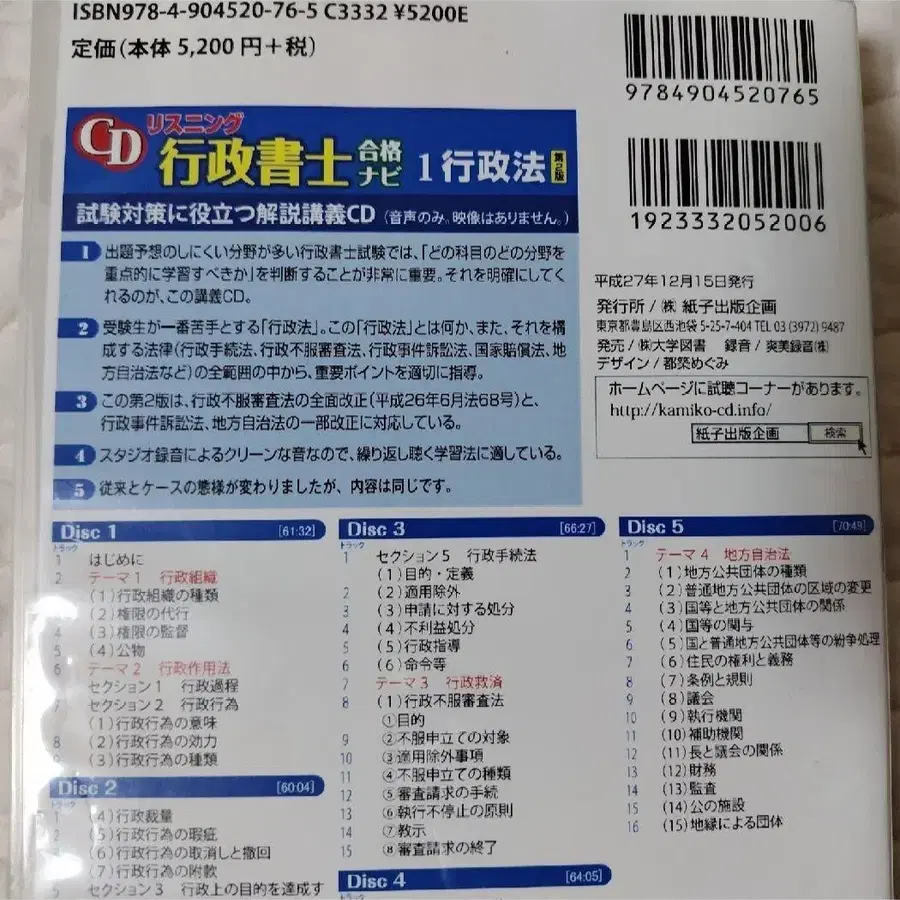 ISBN978-4-904520-76-5 C3332 ¥5200E
定価(本体 5,200 円+税)
9784904520765
1923332052006
CD リスニング
行政書士 合格ナビ 1 行政法 第2版
試験対策に役立つ解説講義CD (音声のみ。映像はありません。)
1 出題予想のしにくい分野が多い行政書士試験では、「どの科目のどの分野を
重点的に学習すべきか」を判断することが非常に重要。それを明確にしてく
れるのが、この講義CD。
2 受験生が一番苦手とする「行政法」。この「行政法」とは何か、また、それを構
成する法律(行政手続法、行政不服審査法、行政事件訴訟法、国家賠償法、地
方自治法など)の全範囲の中から、重要ポイントを適切に指導。
3 この第2版は、行政不服審査法の全面改正(平成26年6月法68号)と、
行政事件訴訟法、地方自治法の一部改正に対応している。
4 スタジオ録音によるクリーンな音なので、繰り返し聴く学習法に適している。
5 従来とケースの態様が変わりましたが、内容は同じです。
平成27年12月15日発行
発行所 / ㈱ 紙子出版企画
東京都豊島区西池袋 5-25-7-404 TEL 03 (3972) 9487
発売 / ㈱大学図書 録音 / 爽美録音㈱
デザイン / 都築めぐみ
ホームページに試聴コーナーがあります。
http://kamiko-cd.info/
紙子出版企画 検索
Disc 1 [61:32]
トラック
1 はじめに
2 テーマ1 行政組織
(1)行政組織の種類
(2)権限の代行
4 (3)権限の監督
5 (4)公物
6 テーマ2 行政作用法
セクション1 行政過程
7 セクション2 行政行為
(1)行政行為の意味
8 (2)行政行為の効力
9 (3)行政行為の種類
Disc 2 [60:04]
トラック
1 (4)行政裁量
2 (5)行政行為の瑕疵
(6)行政行為の取消しと撤回
(7)行政行為の附款
5 セクション3 行政上の目的を達成す
Disc 3 [66:27]
トラック
1 セクション5 行政手続法
(1)目的・定義
2 (2)適用除外
3 (3)申請に対する処分
4 (4)不利益処分
5 (5)行政指導
6 (6)命令等
7 テーマ3 行政救済
8 (1)行政不服審査法
①目的
9 ②不服申立ての対象
10 ③適用除外事項
11 ④不服申立ての種類
12 ⑤審査請求の手続
13 ⑥執行不停止の原則
14 ⑦教示
15 ⑧審査請求の終了
Disc 4 [64:05]
トラック
Disc 5 [70:49]
トラック
1 テーマ4 地方自治法
2 (1)地方公共団体の種類
3 (2)普通地方公共団体の区域の変更
4 (3)国等と地方公共団体の関係
5 (4)国等の関与
6 (5)国と普通地方公共団体等の紛争処理
7 (6)住民の権利と義務
8 (7)条例と規則
9 (8)議会
10 (9)執行機関
11 (10)補助機関
12 (11)長と議会の関係
13 (12)財務
14 (13)監査
15 (14)公の施設
16 (15)地縁による団体